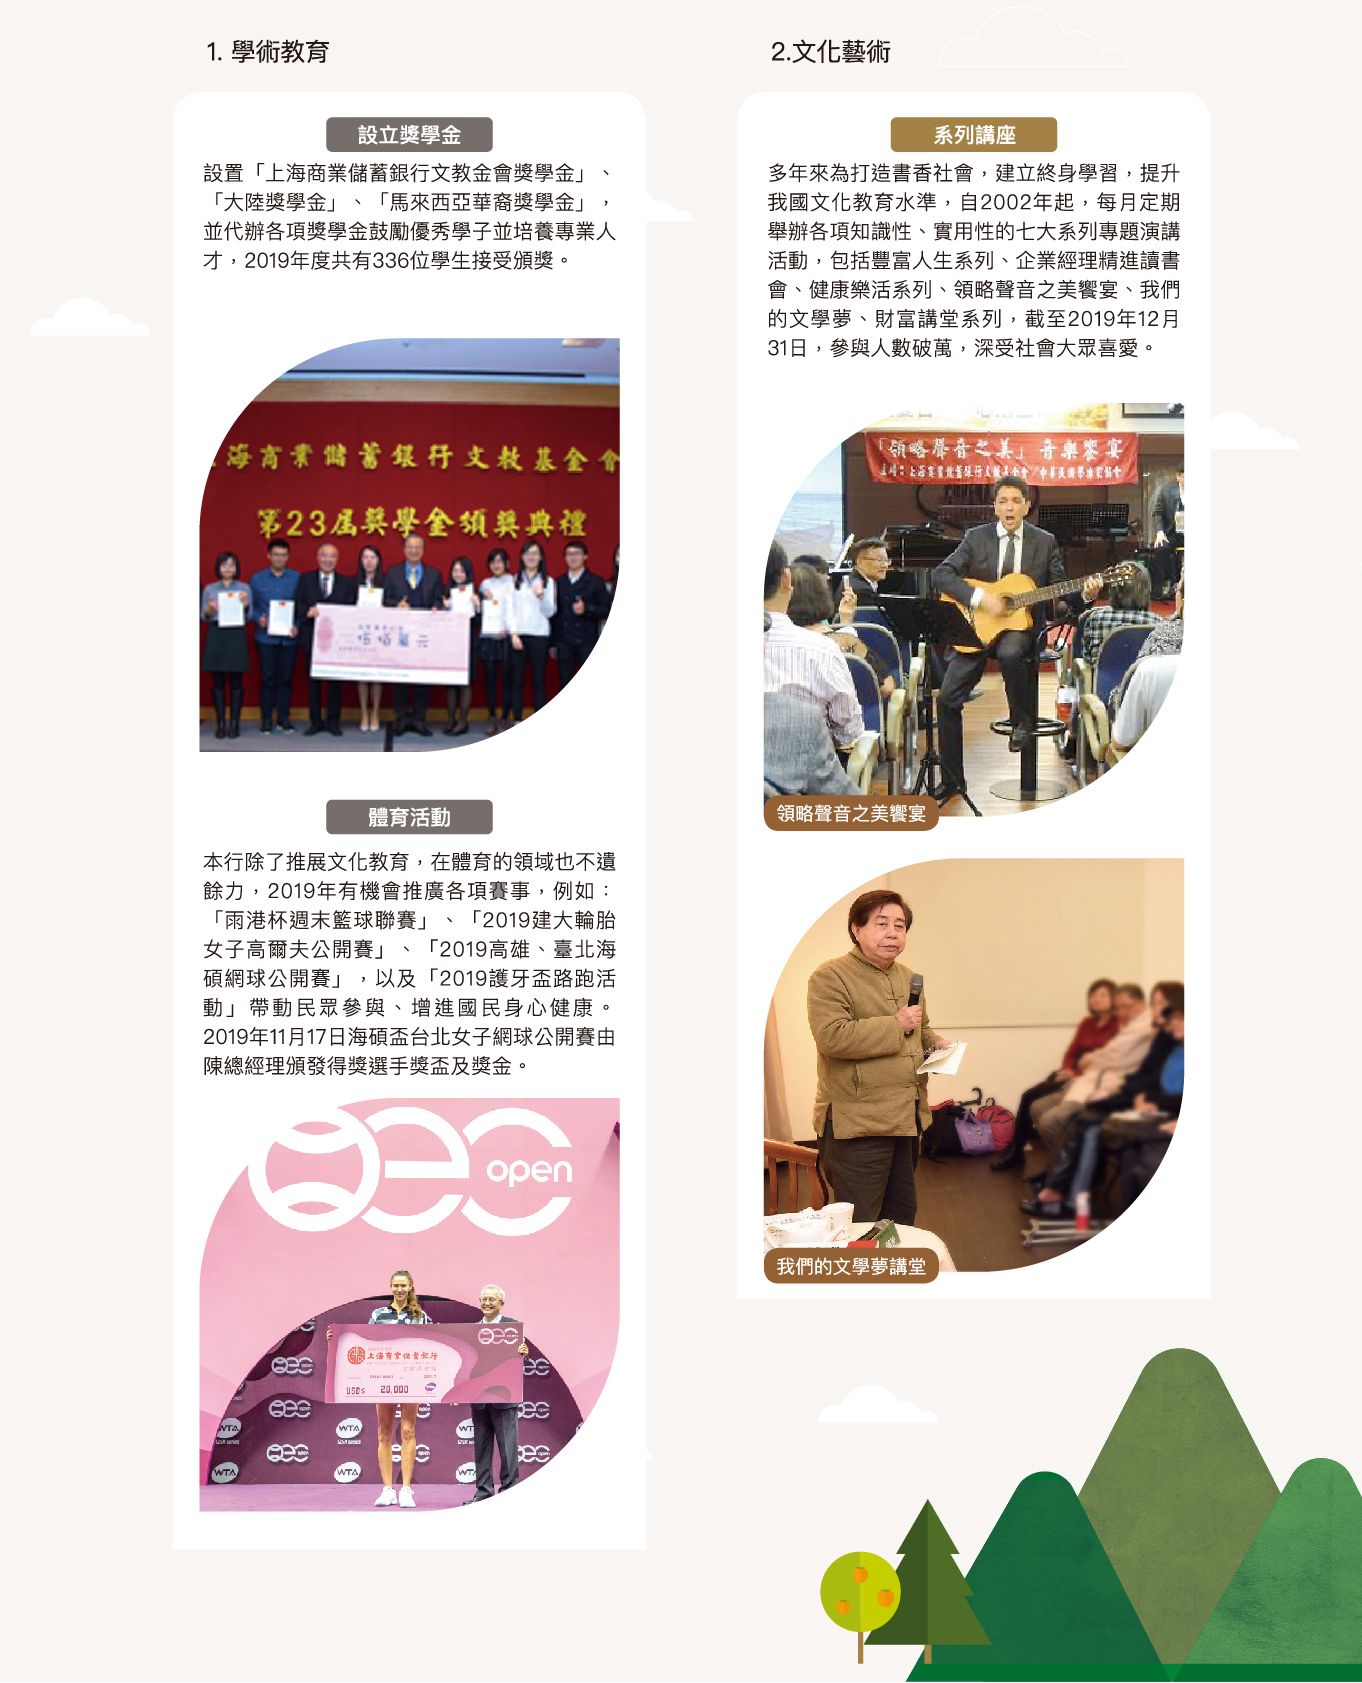 1. 學術教育
設立獎學金
設置「上海商業儲蓄銀行文教金會獎學金」、
「大陸獎學金」、「馬來西亞華裔獎學金」，
並代辦各項獎學金鼓勵優秀學子並培養專業人
才，2019年度共有336位學生接受頒獎。
海商業儲蓄銀行文教基金會
第23屆獎學金頒獎典禮
體育活動
本行除了推展文化教育，在體育的領域也不遺
餘力，2019年有機會推廣各項賽事，例如：
「雨港杯週末籃球聯賽」、「2019建大輪胎
女子高爾夫公開賽」、「2019高雄、臺北海
碩網球公開賽」，以及「2019護牙盃路跑活
動」帶動民眾參與、增進國民身心健康。
2019年11月17日海碩盃台北女子網球公開賽由
陳總經理頒發得獎選手獎盃及獎金。
open
上海商業儲蓄銀行
USD$ 20,000
WTA
WTA
WTA
WTA
2.文化藝術
系列講座
多年來為打造書香社會，建立終身學習，提升
我國文化教育水準，自2002年起，每月定期
舉辦各項知識性、實用性的七大系列專題演講
活動，包括豐富人生系列、企業經理精進讀書
會、健康樂活系列、領略聲音之美饗宴、我們
的文學夢、財富講堂系列，截至2019年12月
31日，參與人數破萬，深受社會大眾喜愛。
「領略聲音之美」音樂饗宴
領略聲音之美饗宴
我們的文學夢講堂